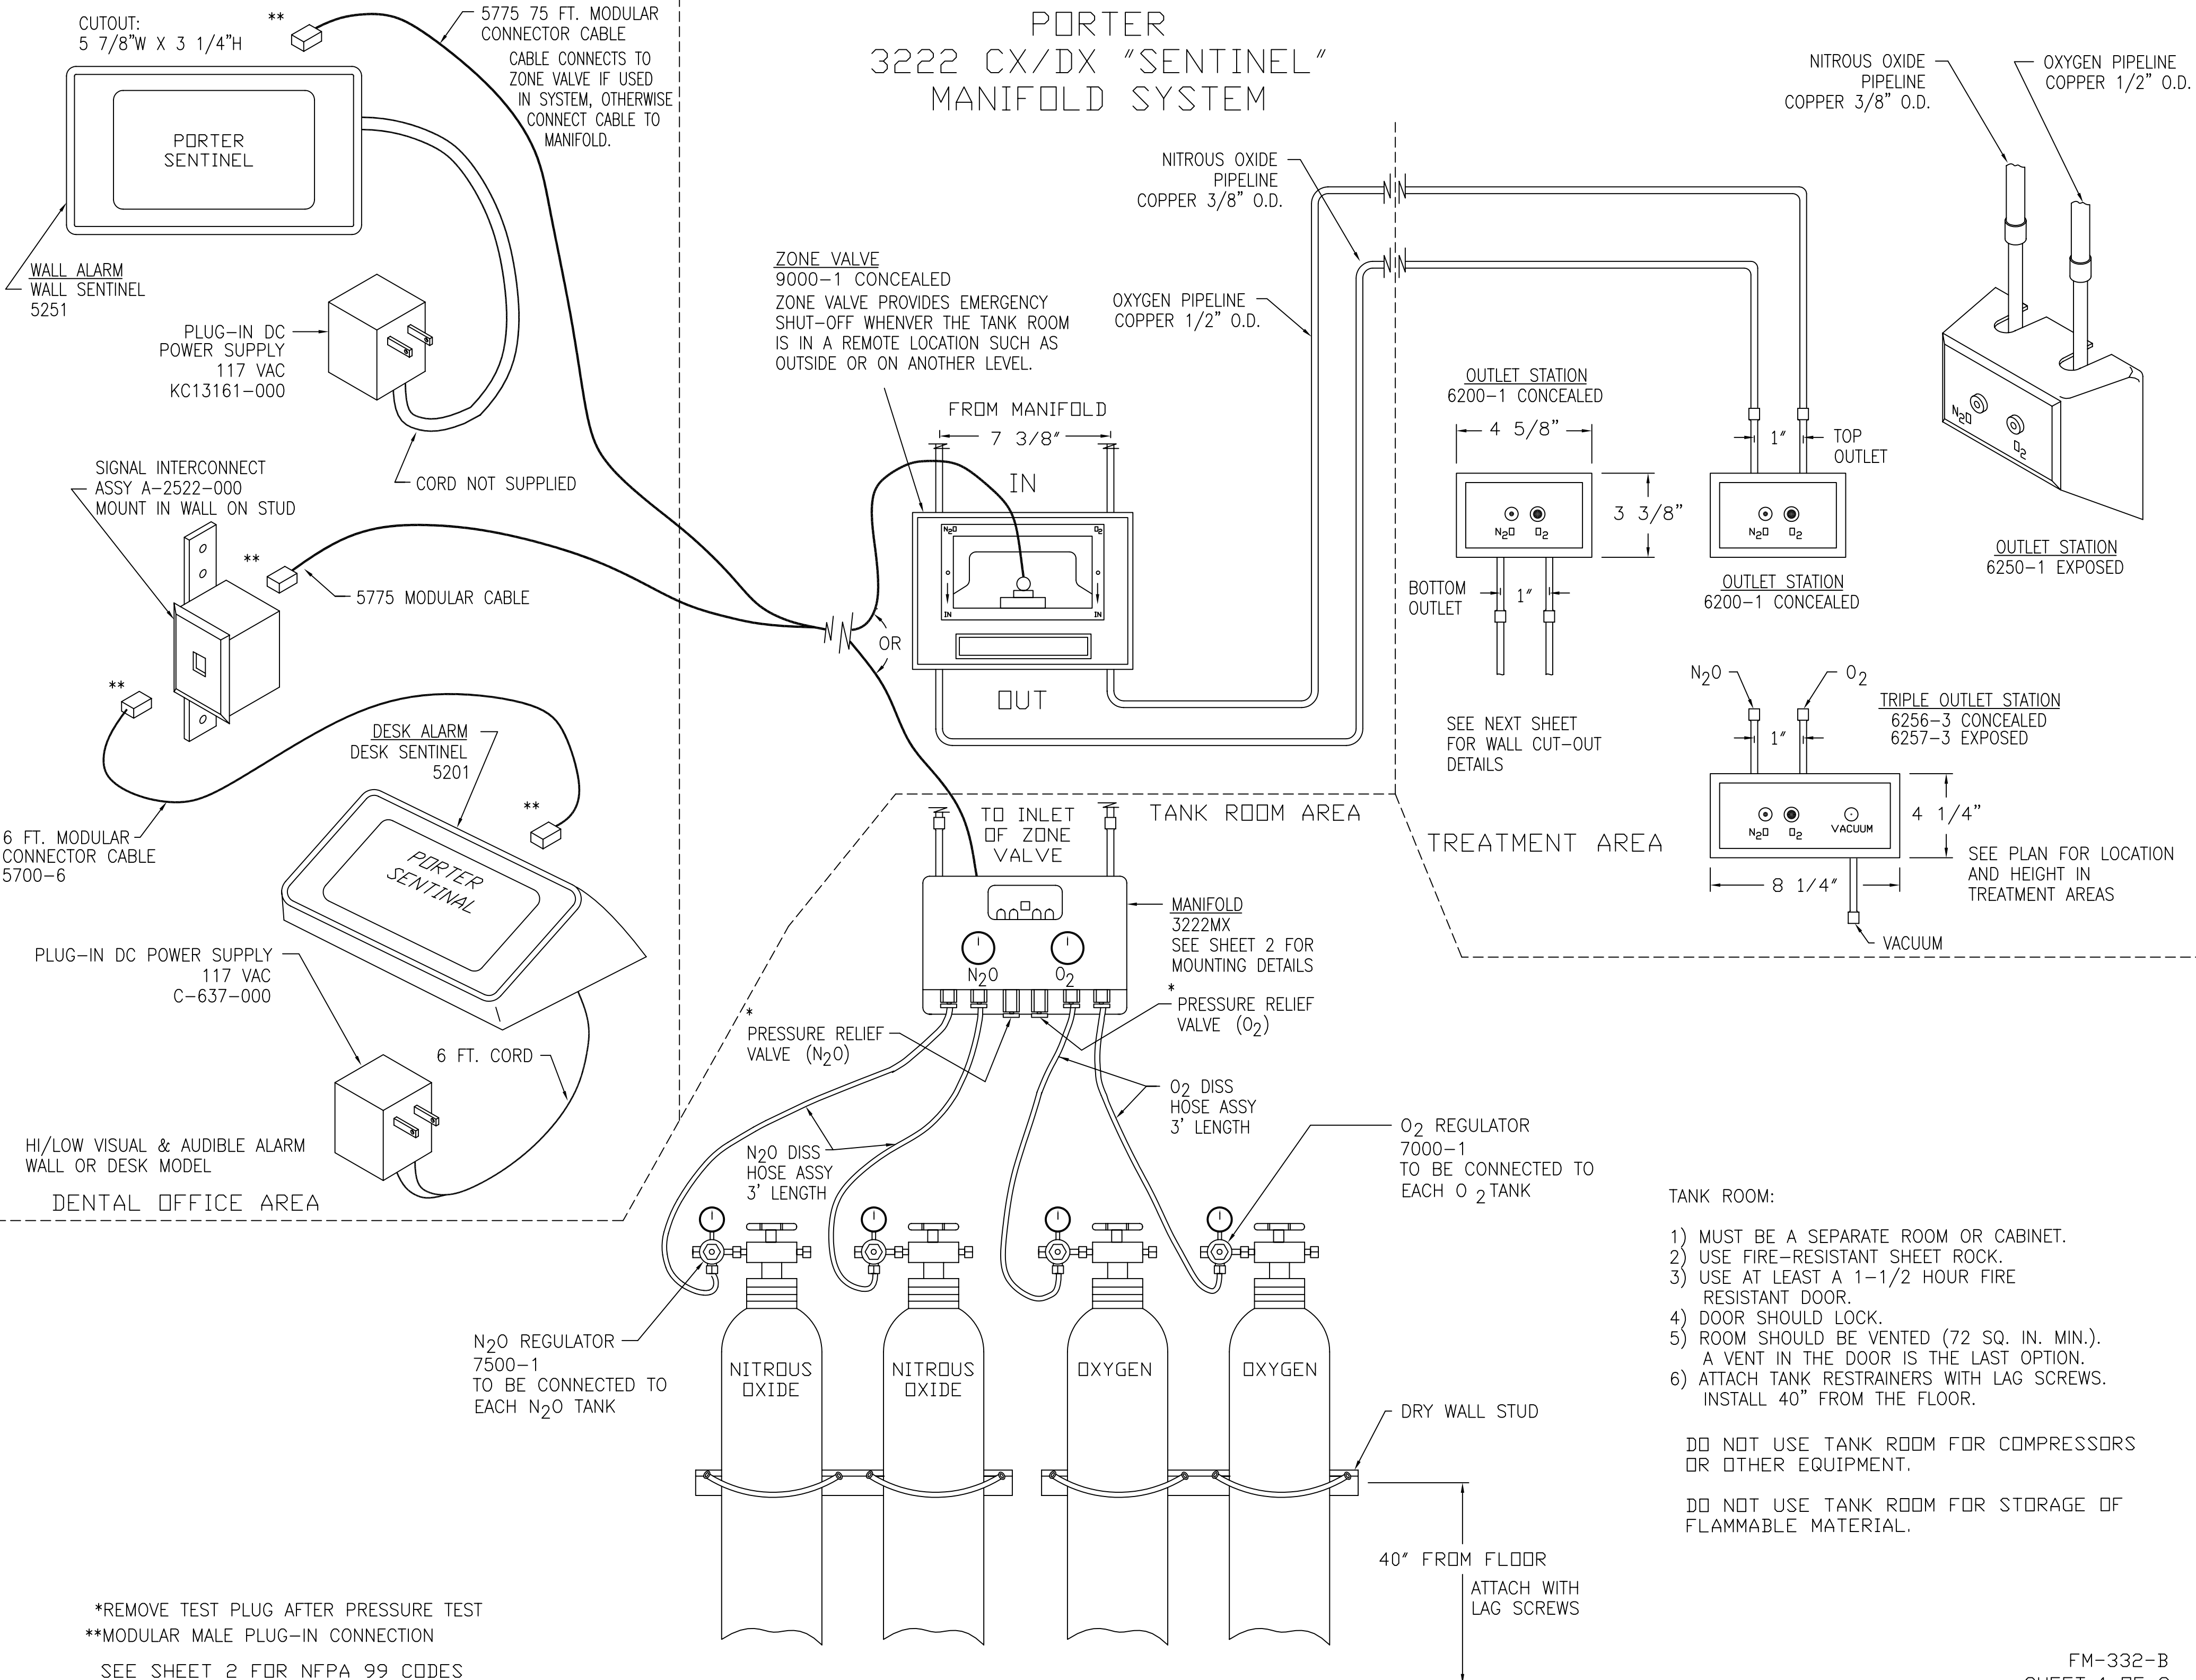 PORTER
3222 CX/DX "SENTINEL"
MANIFOLD SYSTEM
CUTOUT:
5 7/8"W X 3 1/4"H
**
5775 75 FT. MODULAR
CONNECTOR CABLE
CABLE CONNECTS TO
ZONE VALVE IF USED
IN SYSTEM, OTHERWISE
CONNECT CABLE TO
MANIFOLD.
PORTER
SENTINEL
WALL ALARM
WALL SENTINEL
5251
PLUG-IN DC
POWER SUPPLY
117 VAC
KC13161-000
CORD NOT SUPPLIED
SIGNAL INTERCONNECT
ASSY A-2522-000
MOUNT IN WALL ON STUD
**
5775 MODULAR CABLE
**
DESK ALARM
DESK SENTINEL
5201
**
6 FT. MODULAR
CONNECTOR CABLE
5700-6
PORTER
SENTINAL
PLUG-IN DC POWER SUPPLY
117 VAC
C-637-000
6 FT. CORD
HI/LOW VISUAL & AUDIBLE ALARM
WALL OR DESK MODEL
DENTAL OFFICE AREA
ZONE VALVE
9000-1 CONCEALED
ZONE VALVE PROVIDES EMERGENCY
SHUT-OFF WHENVER THE TANK ROOM
IS IN A REMOTE LOCATION SUCH AS
OUTSIDE OR ON ANOTHER LEVEL.
FROM MANIFOLD
7 3/8"
IN
N2O
O2
IN
IN
OR
OUT
NITROUS OXIDE
PIPELINE
COPPER 3/8" O.D.
OXYGEN PIPELINE
COPPER 1/2" O.D.
NITROUS OXIDE
PIPELINE
COPPER 3/8" O.D.
OXYGEN PIPELINE
COPPER 1/2" O.D.
N2O
O2
OUTLET STATION
6250-1 EXPOSED
OUTLET STATION
6200-1 CONCEALED
4 5/8"
3 3/8"
N2O O2
BOTTOM
OUTLET
1"
1"
TOP
OUTLET
N2O O2
OUTLET STATION
6200-1 CONCEALED
SEE NEXT SHEET
FOR WALL CUT-OUT
DETAILS
N2O
O2
1"
TRIPLE OUTLET STATION
6256-3 CONCEALED
6257-3 EXPOSED
N2O O2 VACUUM
4 1/4"
8 1/4"
SEE PLAN FOR LOCATION
AND HEIGHT IN
TREATMENT AREAS
VACUUM
TREATMENT AREA
TANK ROOM AREA
TO INLET
OF ZONE
VALVE
MANIFOLD
3222MX
SEE SHEET 2 FOR
MOUNTING DETAILS
N2O
O2
*
PRESSURE RELIEF
VALVE (N2O)
*
PRESSURE RELIEF
VALVE (O2)
N2O DISS
HOSE ASSY
3' LENGTH
O2 DISS
HOSE ASSY
3' LENGTH
O2 REGULATOR
7000-1
TO BE CONNECTED TO
EACH O 2 TANK
N2O REGULATOR
7500-1
TO BE CONNECTED TO
EACH N2O TANK
NITROUS
OXIDE
NITROUS
OXIDE
OXYGEN
OXYGEN
DRY WALL STUD
40" FROM FLOOR
ATTACH WITH
LAG SCREWS
TANK ROOM:
1) MUST BE A SEPARATE ROOM OR CABINET.
2) USE FIRE-RESISTANT SHEET ROCK.
3) USE AT LEAST A 1-1/2 HOUR FIRE
RESISTANT DOOR.
4) DOOR SHOULD LOCK.
5) ROOM SHOULD BE VENTED (72 SQ. IN. MIN.).
A VENT IN THE DOOR IS THE LAST OPTION.
6) ATTACH TANK RESTRAINERS WITH LAG SCREWS.
INSTALL 40" FROM THE FLOOR.
DO NOT USE TANK ROOM FOR COMPRESSORS
OR OTHER EQUIPMENT.
DO NOT USE TANK ROOM FOR STORAGE OF
FLAMMABLE MATERIAL.
*REMOVE TEST PLUG AFTER PRESSURE TEST
**MODULAR MALE PLUG-IN CONNECTION
SEE SHEET 2 FOR NFPA 99 CODES
FM-332-B